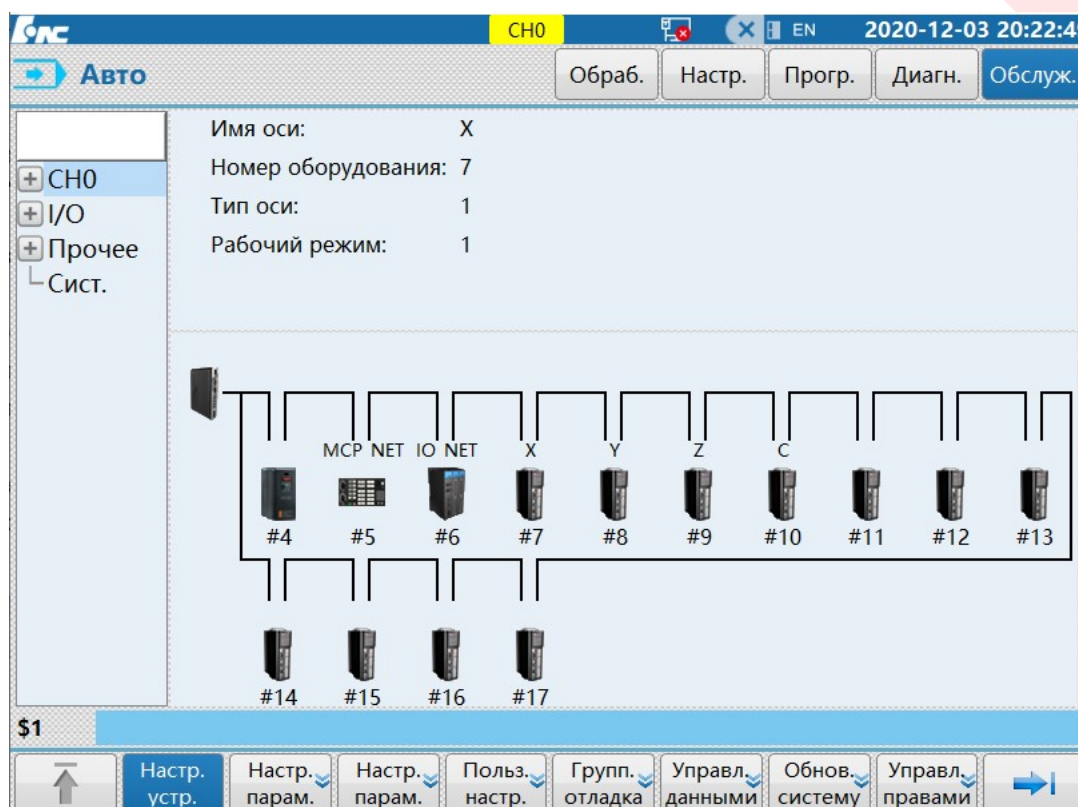 HNC CH0 EN 2020-12-03 20:22:4
Авто Обраб. Настр. Прогр. Диагн. Обслуж.
Имя оси: X
Номер оборудования: 7
Тип оси: 1
Рабочий режим: 1
CH0
I/O
Прочее
Сист.
MCP NET IO NET X Y Z C
#4 #5 #6 #7 #8 #9 #10 #11 #12 #13
#14 #15 #16 #17
$1
Настр. устр.
Настр. парам.
Настр. парам.
Польз. настр.
Групп. отладка
Управл. данными
Обнов. систему
Управл. правами